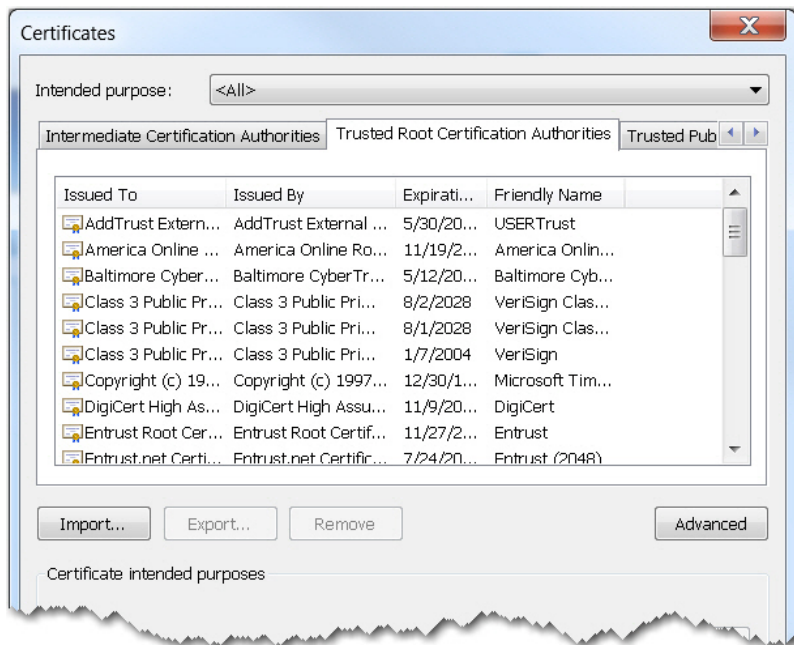 Certificates
Intended purpose: <All>
Intermediate Certification Authorities Trusted Root Certification Authorities Trusted Pub
Issued To Issued By Expirati... Friendly Name
AddTrust Extern... AddTrust External ... 5/30/20... USERTrust
America Online ... America Online Ro... 11/19/2... America Onlin...
Baltimore Cyber... Baltimore CyberTr... 5/12/20... Baltimore Cyb...
Class 3 Public Pr... Class 3 Public Pri... 8/2/2028 VeriSign Clas...
Class 3 Public Pr... Class 3 Public Pri... 8/1/2028 VeriSign Clas...
Class 3 Public Pr... Class 3 Public Pri... 1/7/2004 VeriSign
Copyright (c) 19... Copyright (c) 1997... 12/30/1... Microsoft Tim...
DigiCert High As... DigiCert High Assu... 11/9/20... DigiCert
Entrust Root Cer... Entrust Root Certif... 11/27/2... Entrust
Entrust.net Certi... Entrust.net Certific... 7/24/20... Entrust (2048)
Import... Export... Remove Advanced
Certificate intended purposes